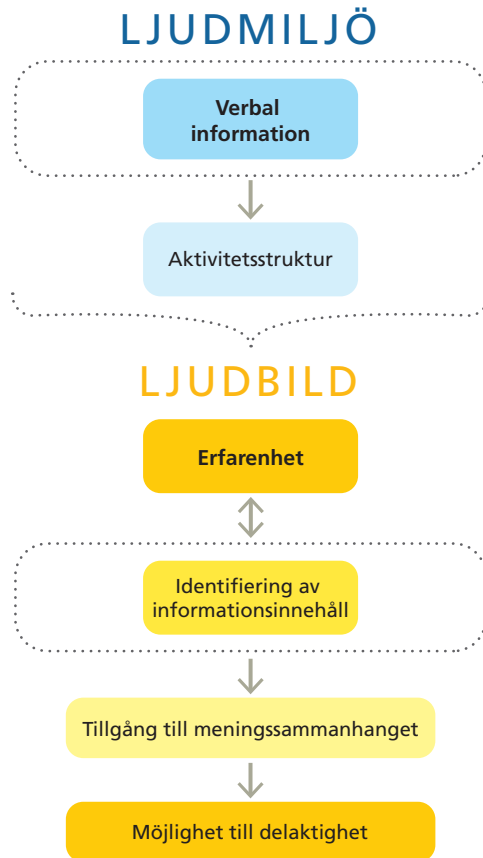 LJUDMILJÖ
Verbal
information
Aktivitetsstruktur
LJUDBILD
Erfarenhet
Identifiering av
informationsinnehåll
Tillgång till meningssammanhanget
Möjlighet till delaktighet